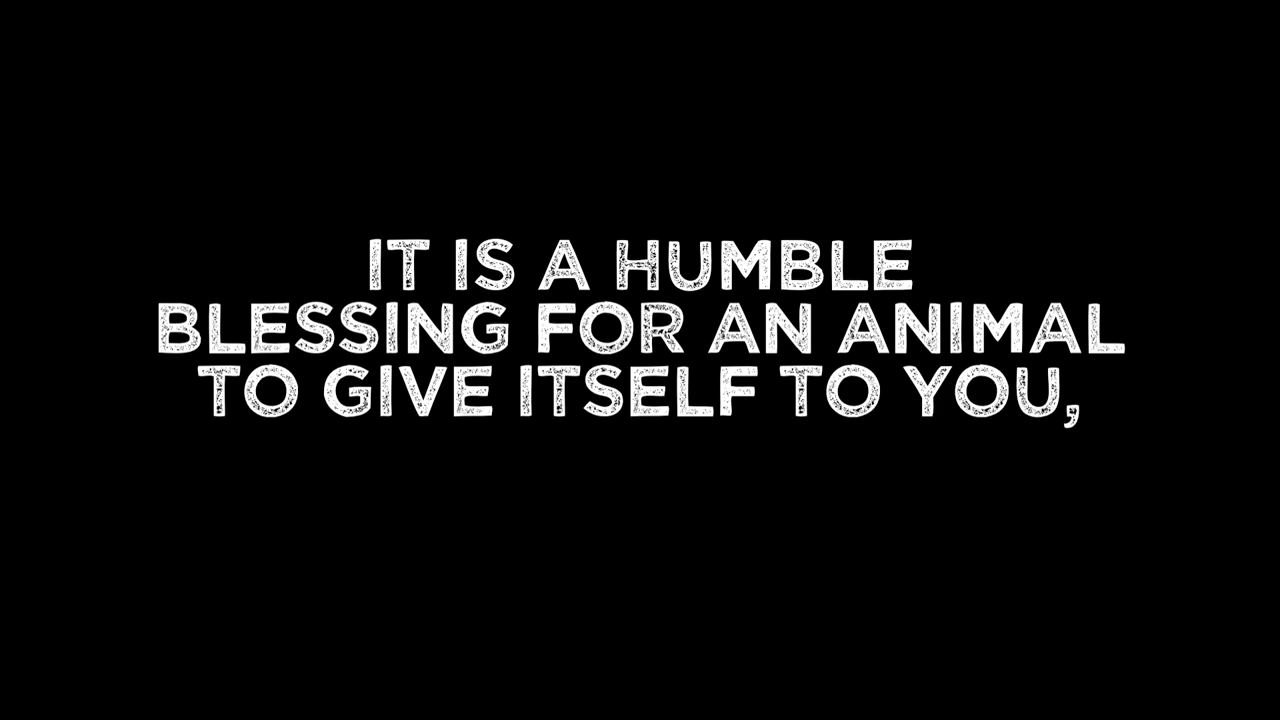 IT IS A HUMBLE
BLESSING FOR AN ANIMAL
TO GIVE ITSELF TO YOU,